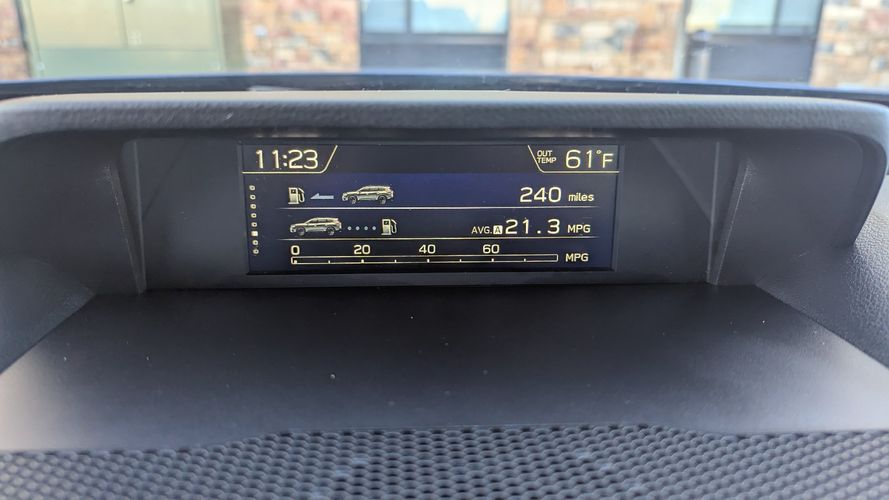 11:23
OUT TEMP 61°F
240 miles
AVG. A 21.3 MPG
0 20 40 60
MPG